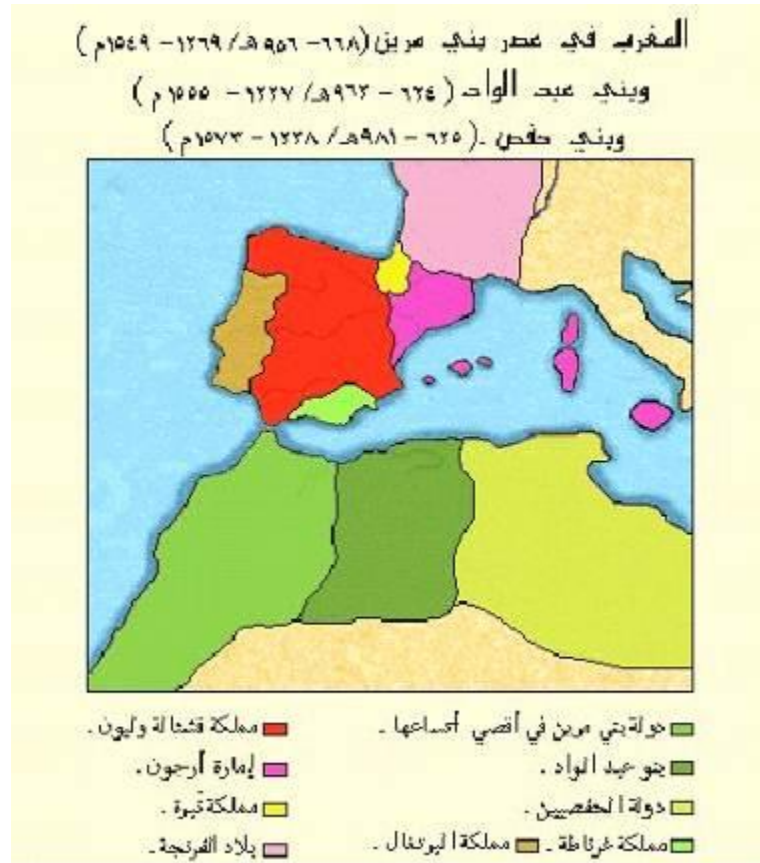 المغرب في عصر بني مرين(٦٦٨- ٩٥٦هـ/ ١٢٦٩- ١٥٤٩م)
وبني عبد الواد (٦٢٤ - ٩٦٢هـ/ ١٢٢٧ - ١٥٥٥م)
وبني حفص .(٦٢٥ - ٩٨١هـ/ ١٢٢٨ - ١٥٧٣م)
دولة بني مرين في أقصي أتساعها . مملكة قشتالة وليون .
بنو عبد الواد . إمارة أرجون .
دولة الحفصيين . مملكة نبرة .
مملكة غرناطة . مملكة البرتغال . بلاد الفرنجة .